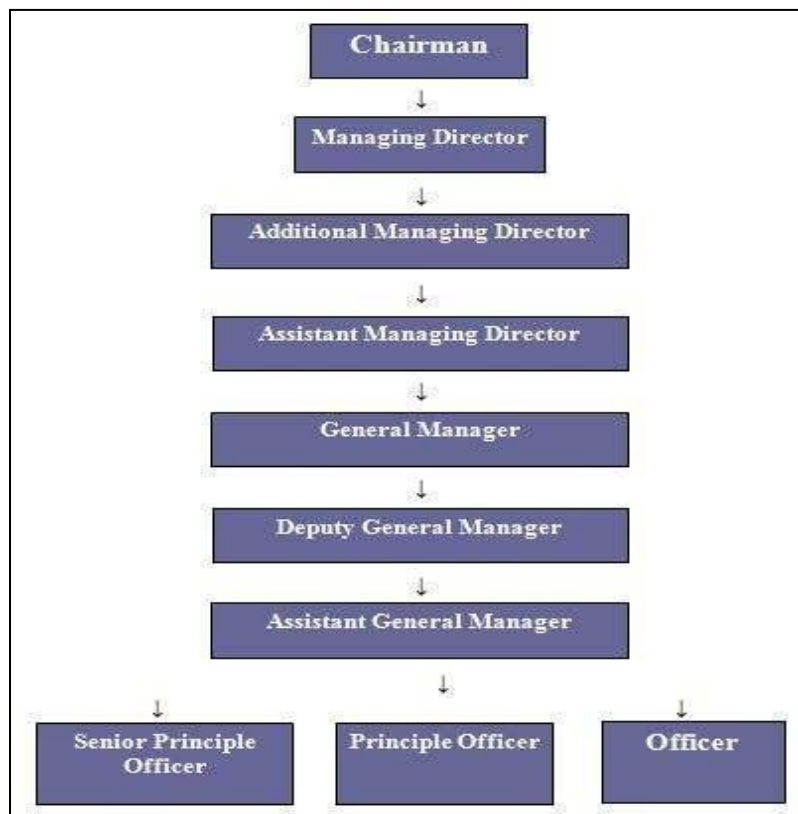 Chairman
↓
Managing Director
↓
Additional Managing Director
↓
Assistant Managing Director
↓
General Manager
↓
Deputy General Manager
↓
Assistant General Manager
↓ ↓ ↓
Senior Principle
Officer
Principle Officer
Officer